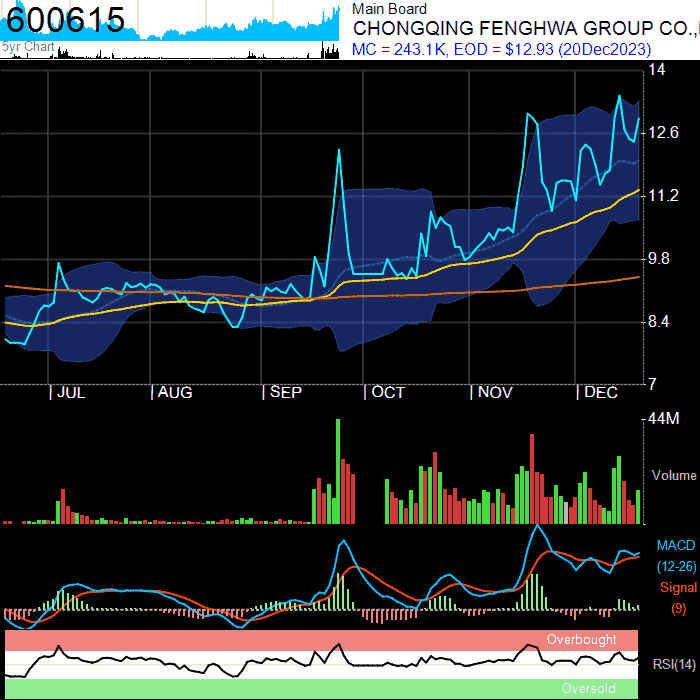 600615
5yr Chart
Main Board
CHONGQING FENGHWA GROUP CO.,
MC = 243.1K, EOD = $12.93 (20Dec2023)
14
12.6
11.2
9.8
8.4
7
| JUL | AUG | SEP | OCT | NOV | DEC
44M
Volume
MACD
(12-26)
Signal
(9)
Overbought
RSI(14)
Oversold